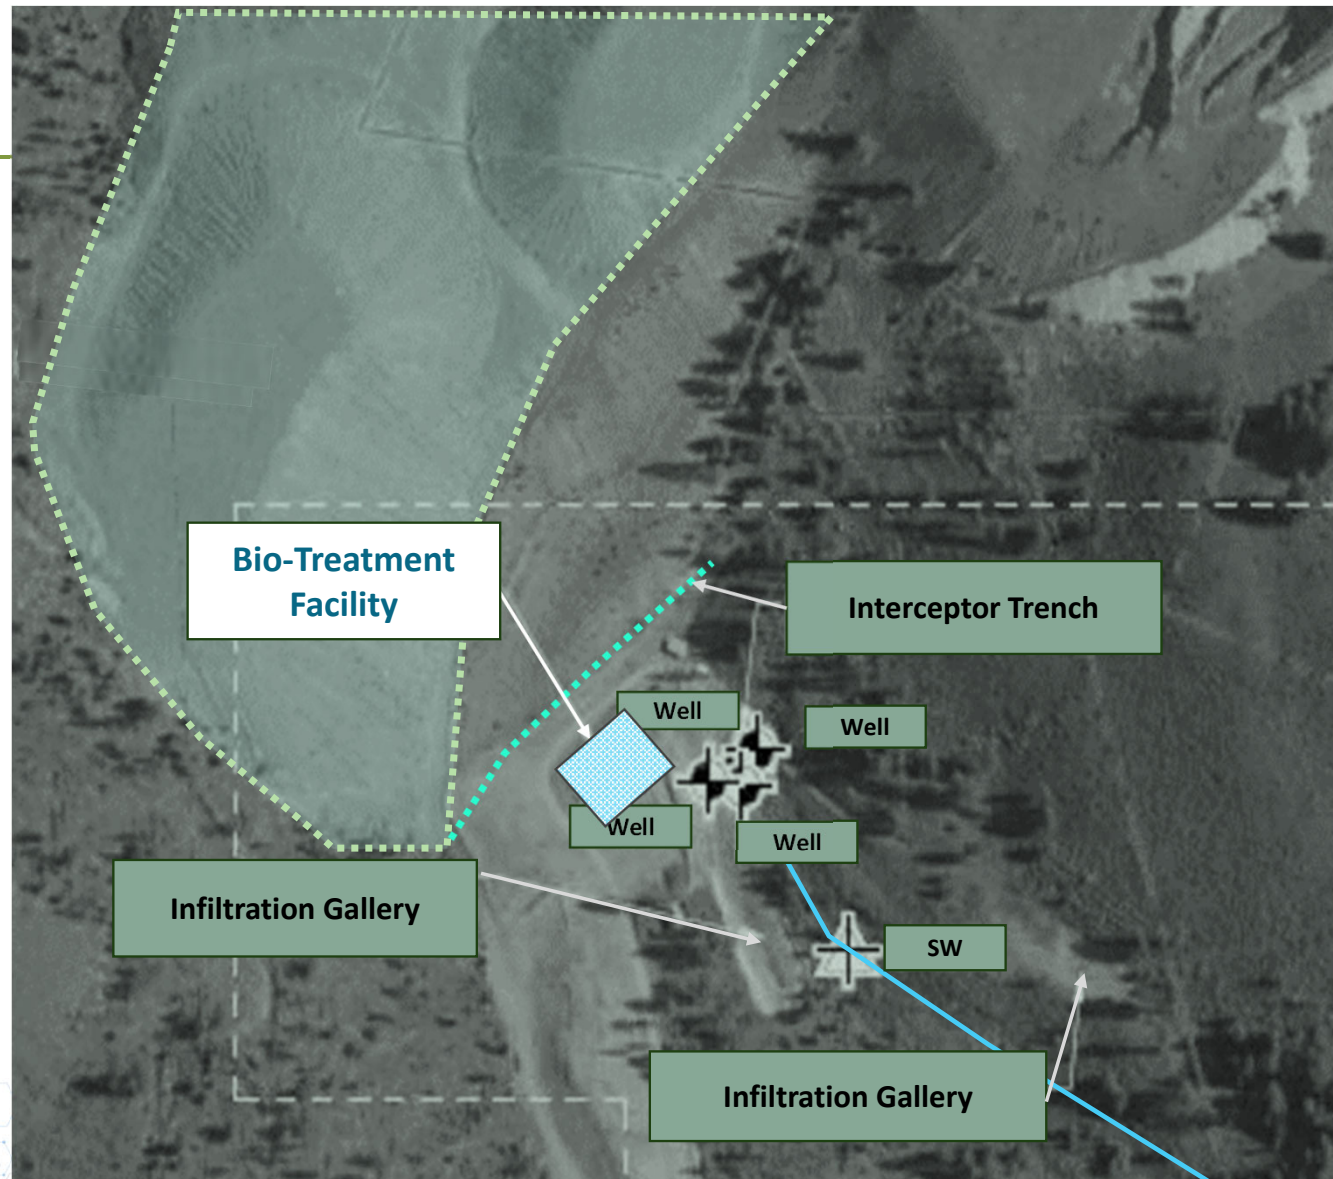 Bio-Treatment
Facility
Interceptor Trench
Well
Well
Well
Well
Infiltration Gallery
SW
Infiltration Gallery